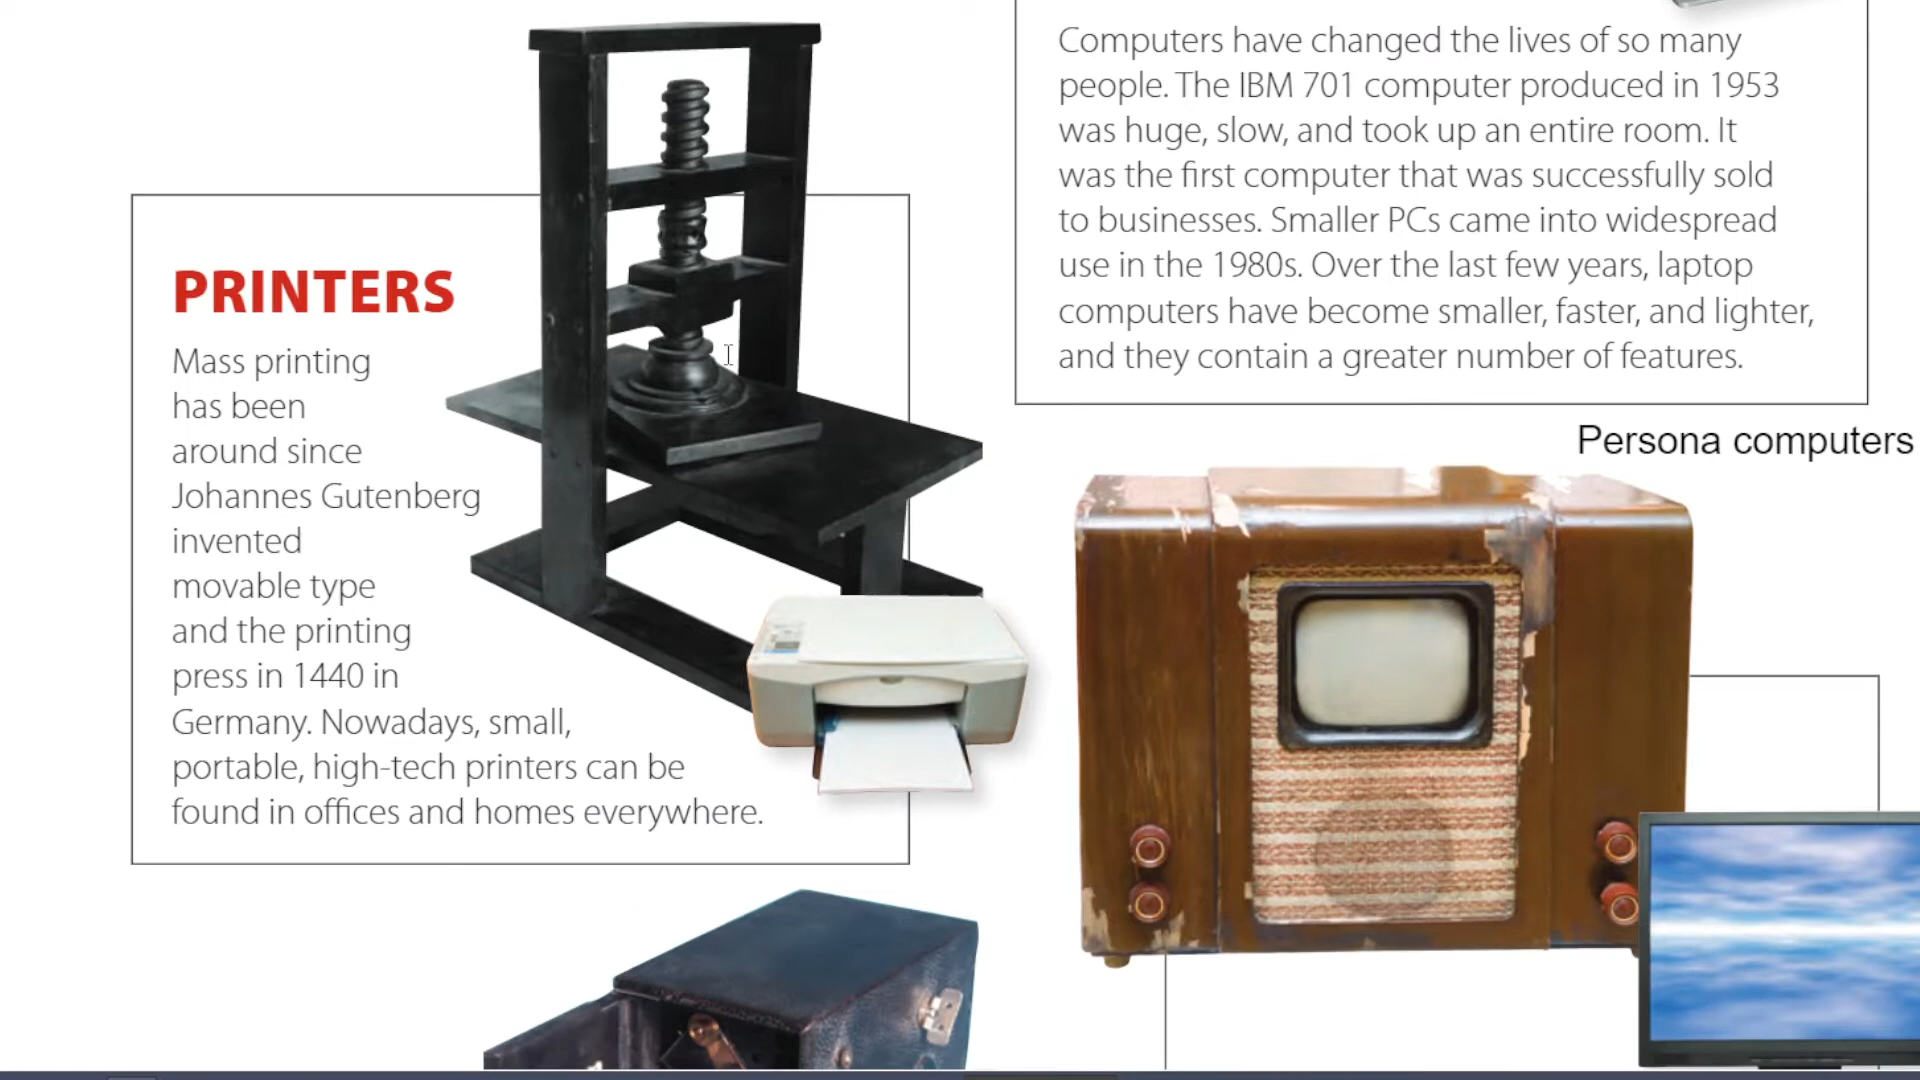 Computers have changed the lives of so many
people. The IBM 701 computer produced in 1953
was huge, slow, and took up an entire room. It
was the first computer that was successfully sold
to businesses. Smaller PCs came into widespread
use in the 1980s. Over the last few years, laptop
computers have become smaller, faster, and lighter,
and they contain a greater number of features.
Persona computers
PRINTERS
Mass printing
has been
around since
Johannes Gutenberg
invented
movable type
and the printing
press in 1440 in
Germany. Nowadays, small,
portable, high-tech printers can be
found in offices and homes everywhere.